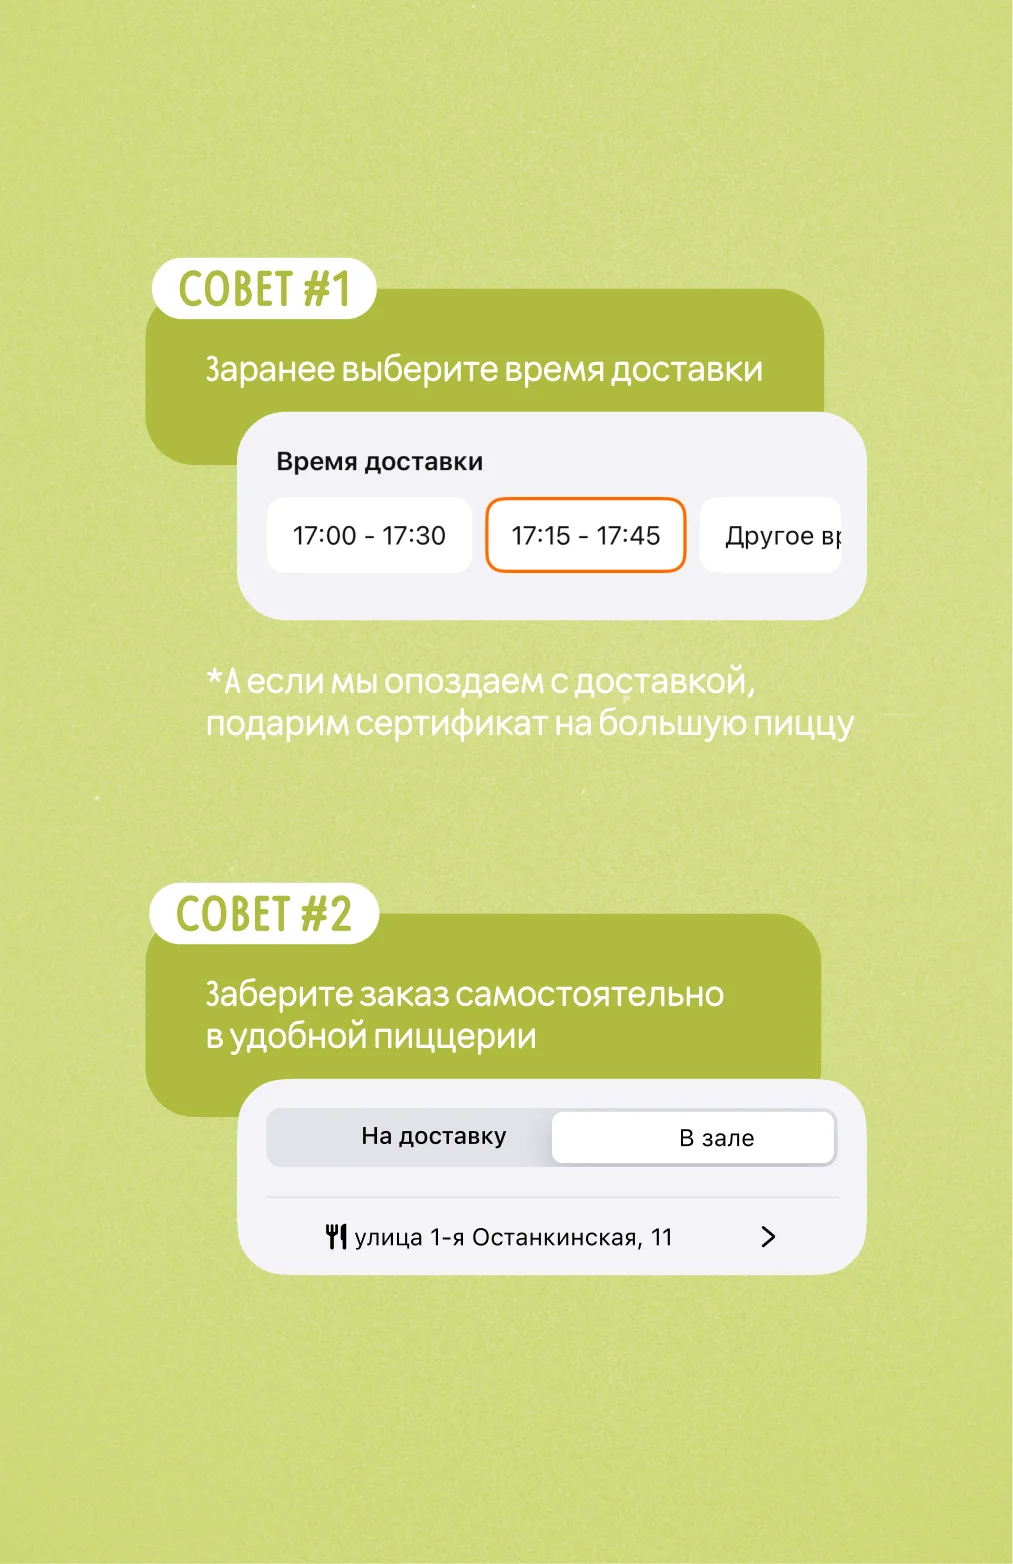 СОВЕТ #1
Заранее выберите время доставки
Время доставки
17:00 - 17:30
17:15 - 17:45
Другое
*А если мы опоздаем с доставкой,
подарим сертификат на большую пиццу
СОВЕТ #2
Заберите заказ самостоятельно
в удобной пиццерии
На доставку
В зале
улица 1-я Останкинская, 11